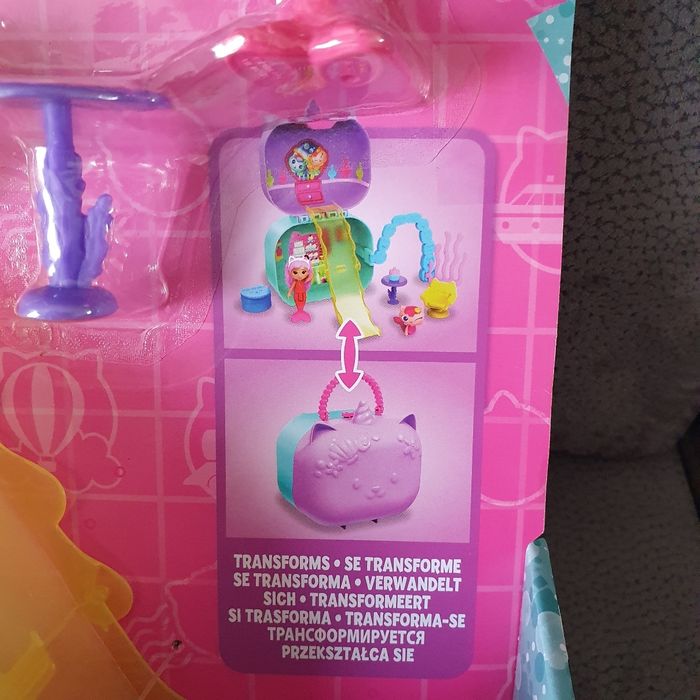 TRANSFORMS • SE TRANSFORME
SE TRANSFORMA • VERWANDELT
SICH • TRANSFORMEERT
SI TRASFORMA • TRANSFORMA-SE
ТРАНСФОРМИРУЕТСЯ
PRZEKSZTAŁCA SIE